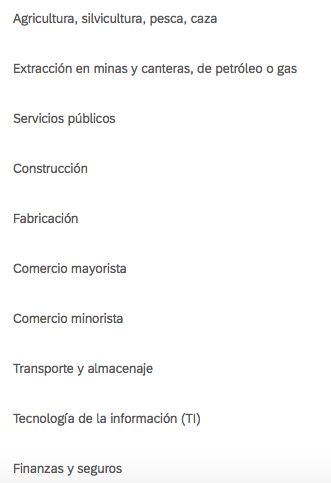 Agricultura, silvicultura, pesca, caza
Extracción en minas y canteras, de petróleo o gas
Servicios públicos
Construcción
Fabricación
Comercio mayorista
Comercio minorista
Transporte y almacenaje
Tecnología de la información (TI)
Finanzas y seguros